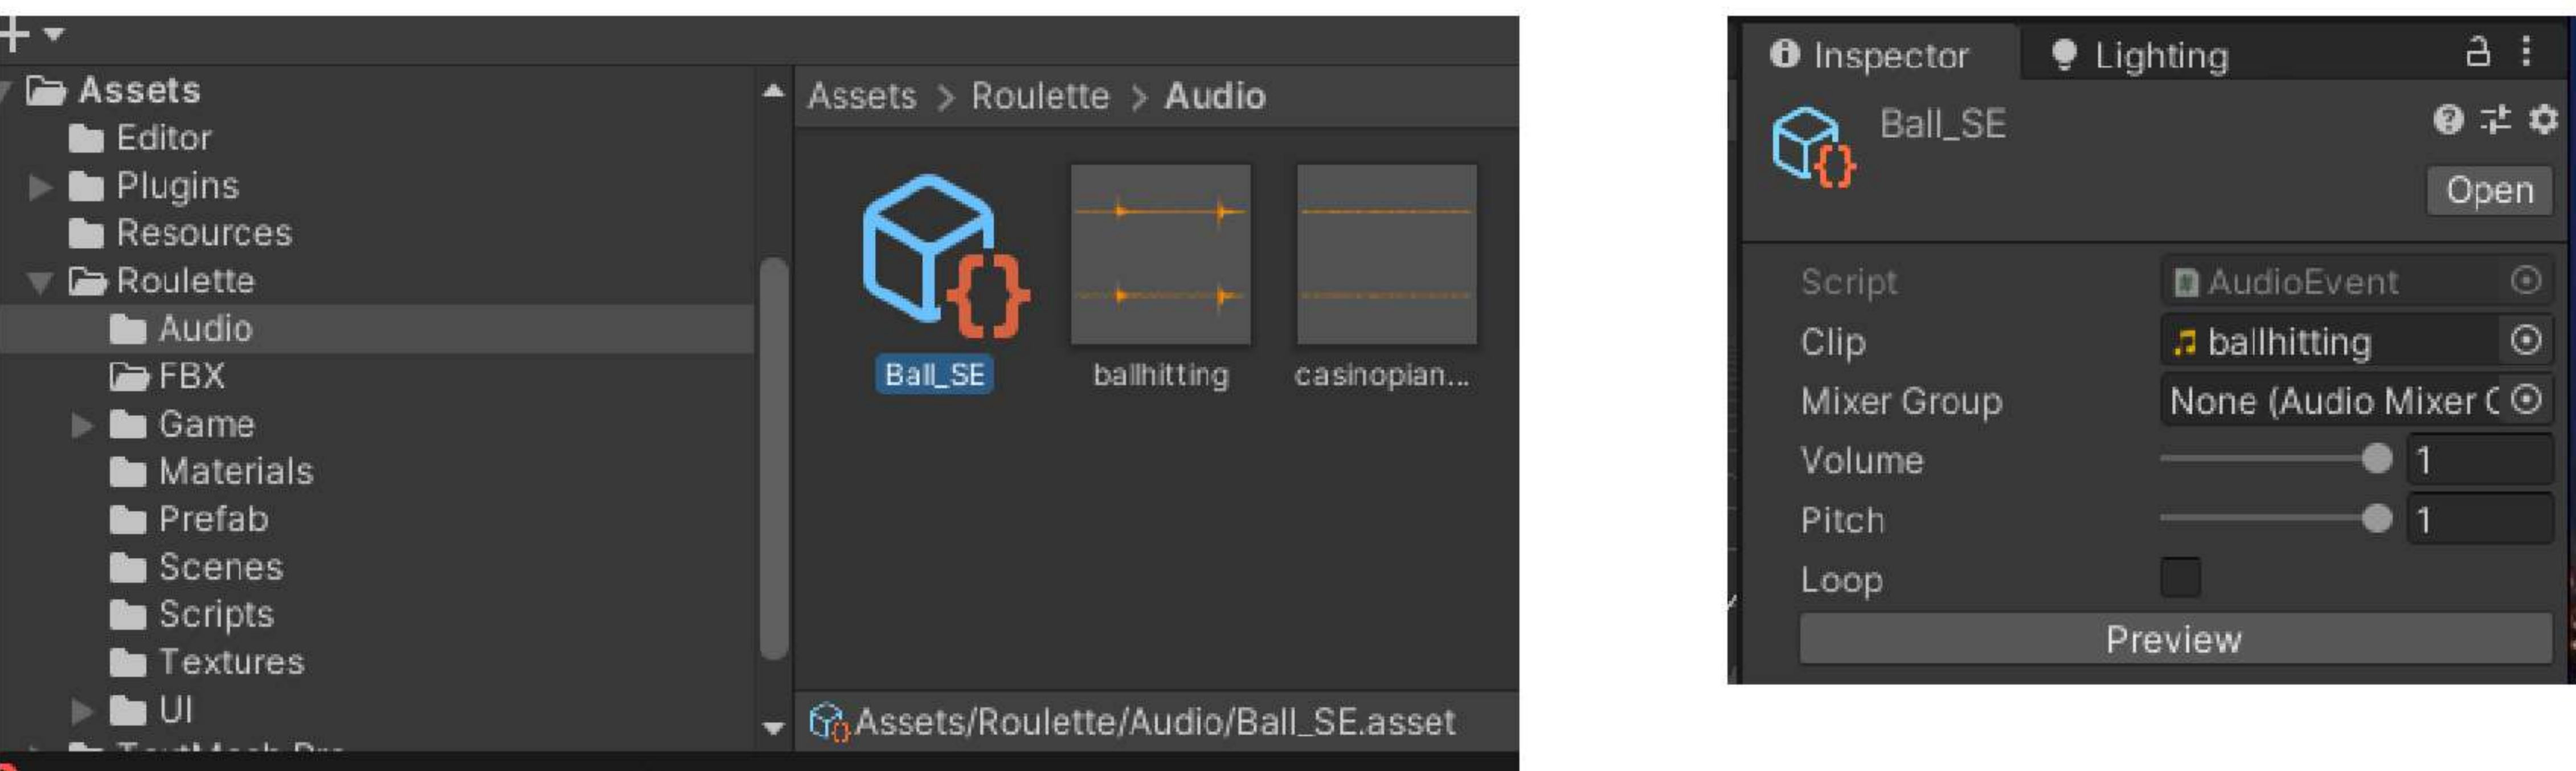 Assets
Editor
Plugins
Resources
Roulette
Audio
FBX
Game
Materials
Prefab
Scenes
Scripts
Textures
UI
Assets > Roulette > Audio
Ball_SE
ballhitting
casinopian...
Assets/Roulette/Audio/Ball_SE.asset
Inspector Lighting
Ball_SE
Open
Script AudioEvent
Clip ballhitting
Mixer Group None (Audio Mixer
Volume 1
Pitch 1
Loop
Preview